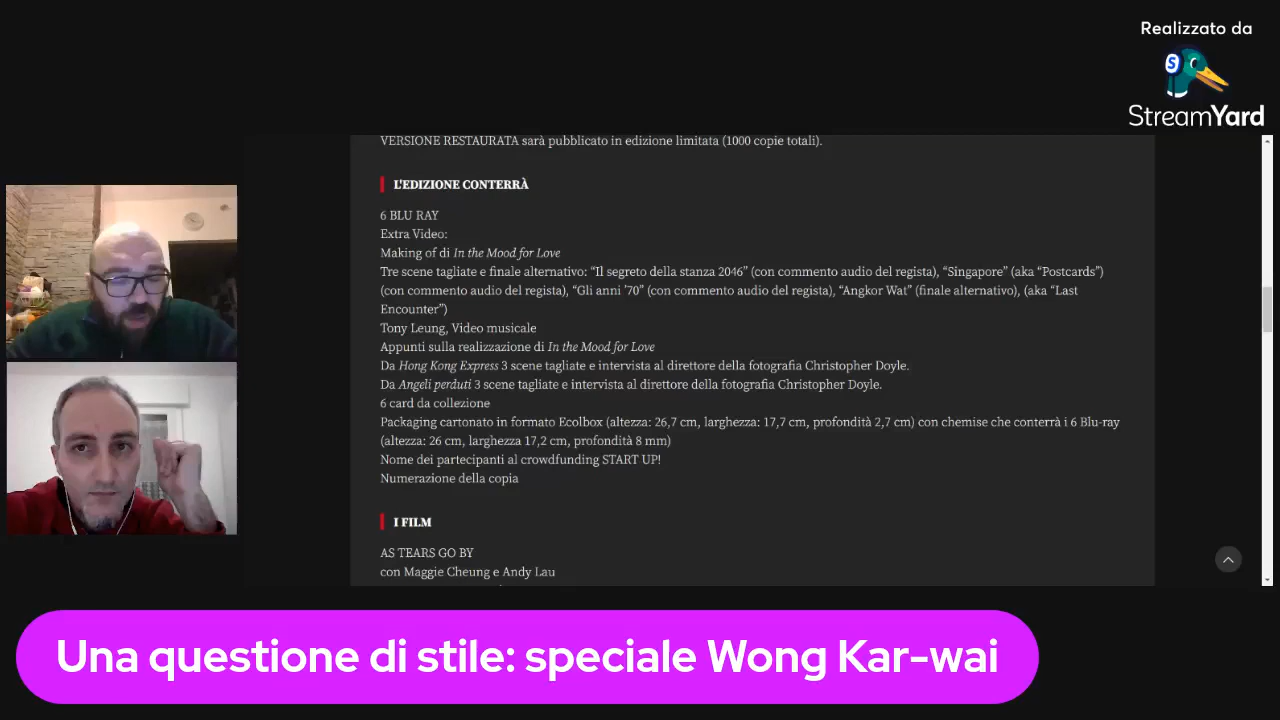 Realizzato da
StreamYard
VERSIONE RESTAURATA sarà pubblicato in edizione limitata (1000 copie totali).
L'EDIZIONE CONTERRÀ
6 BLU RAY
Extra Video:
Making of di In the Mood for Love
Tre scene tagliate e finale alternativo: “Il segreto della stanza 2046” (con commento audio del regista), “Singapore” (aka “Postcards”)
(con commento audio del regista), “Gli anni ’70” (con commento audio del regista), “Angkor Wat” (finale alternativo), (aka “Last
Encounter”)
Tony Leung, Video musicale
Appunti sulla realizzazione di In the Mood for Love
Da Hong Kong Express 3 scene tagliate e intervista al direttore della fotografia Christopher Doyle.
Da Angeli perduti 3 scene tagliate e intervista al direttore della fotografia Christopher Doyle.
6 card da collezione
Packaging cartonato in formato Ecolbox (altezza: 26,7 cm, larghezza: 17,7 cm, profondità 2,7 cm) con chemise che conterrà i 6 Blu-ray
(altezza: 26 cm, larghezza 17,2 cm, profondità 8 mm)
Nome dei partecipanti al crowdfunding START UP!
Numerazione della copia
I FILM
AS TEARS GO BY
con Maggie Cheung e Andy Lau
Una questione di stile: speciale Wong Kar-wai